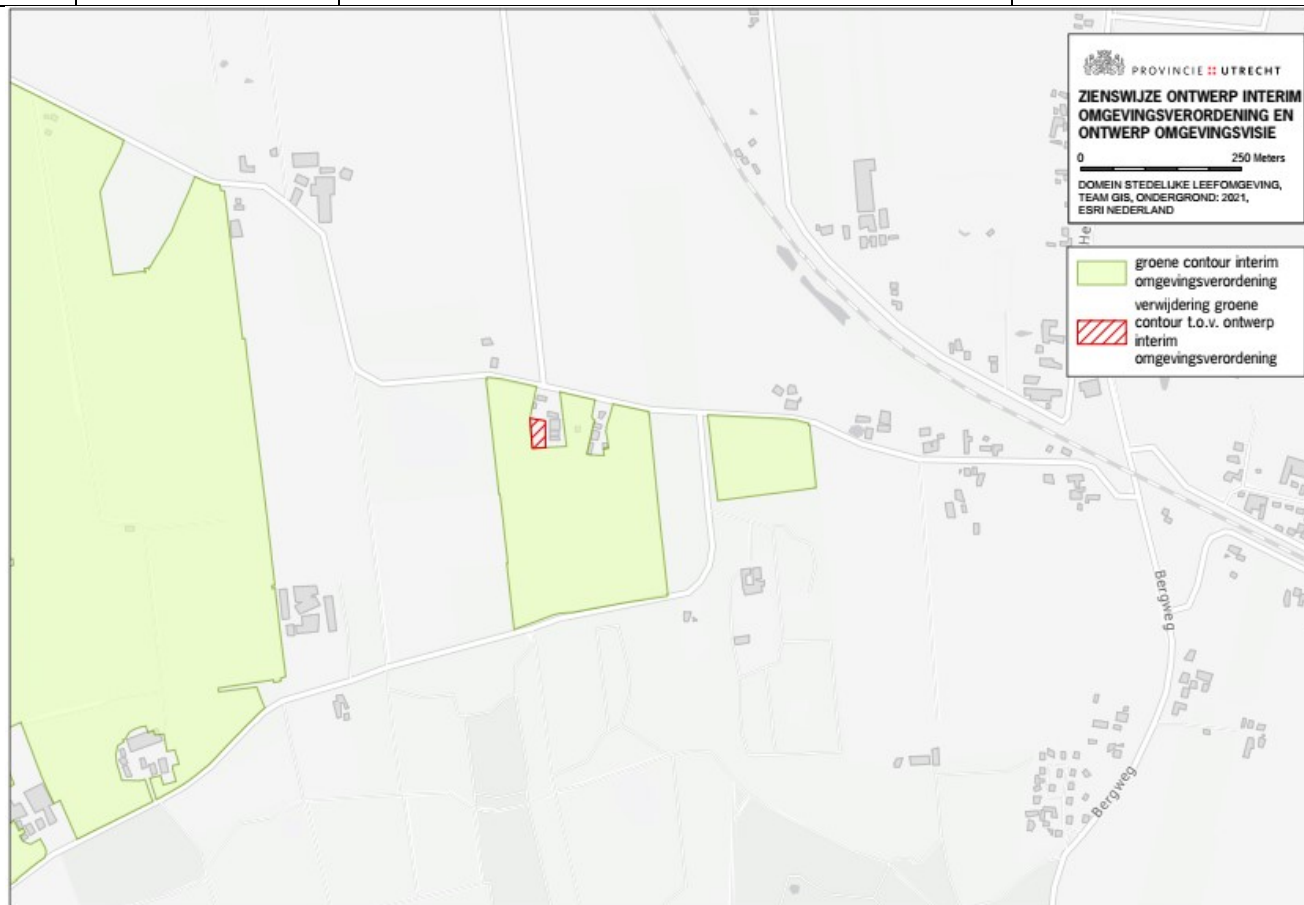 PROVINCIE UTRECHT
ZIENSWIJZE ONTWERP INTERIM
OMGEVINGSVERORDENING EN
ONTWERP OMGEVINGSVISIE
0 250 Meters
DOMEIN STEDELIJKE LEEFOMGEVING,
TEAM GIS, ONDERGROND: 2021,
ESRI NEDERLAND
He
groene contour interim
omgevingsverordening
verwijdering groene
contour t.o.v. ontwerp
interim
omgevingsverordening
Bergweg
Bergweg